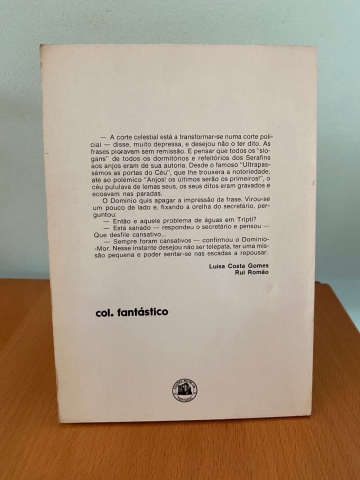 — A corte celestial está a transformar-se numa corte poli-
cial — disse, muito depressa, e desejou não o ter dito. As
frases pioravam sem remissão. E pensar que todos os "slo-
gans" de todos os dormitórios e refeitórios dos Serafins
aos anjos eram de sua autoria. Desde o famoso "Ultrapas-
sámos as portas do Céu", que lhe trouxera a notoriedade,
até ao polémico "Anjos! os últimos serão os primeiros", o
céu pululava de lemas seus, os seus ditos eram gravados e
ecoavam nas paradas.
O Domínio quis apagar a impressão da frase. Virou-se
um pouco de lado e, fixando a orelha do secretário, per-
guntou:
— Então e aquele problema de águas em Tripti?
— Está sanado — respondeu o secretário e pensou —
Que desfile cansativo...
— Sempre foram cansativos — confirmou o Domínio-
-Mor. Nesse instante desejou não ser telepata, ter uma mis-
são pequena e poder sentar-se nas escadas a repousar.
Luísa Costa Gomes
Rui Romão
col. fantástico